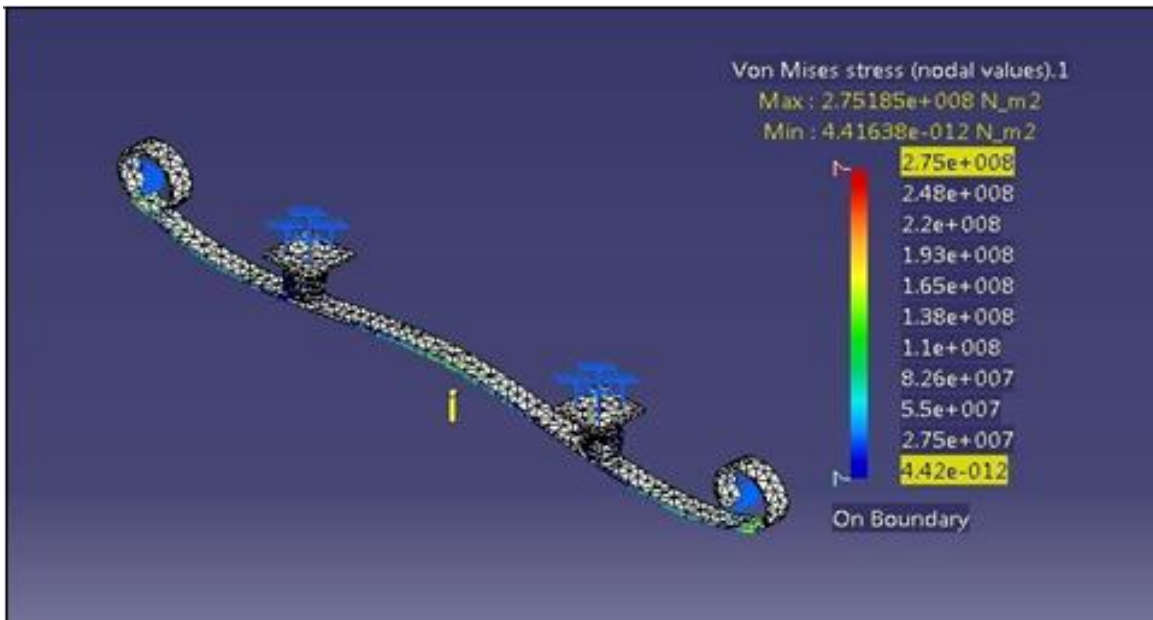 Von Mises stress (nodal values).1
Max : 2.75185e+008 N_m2
Min : 4.41638e-012 N_m2
2.75e+008
2.48e+008
2.2e+008
1.93e+008
1.65e+008
1.38e+008
1.1e+008
8.26e+007
5.5e+007
2.75e+007
4.42e-012
On Boundary
i